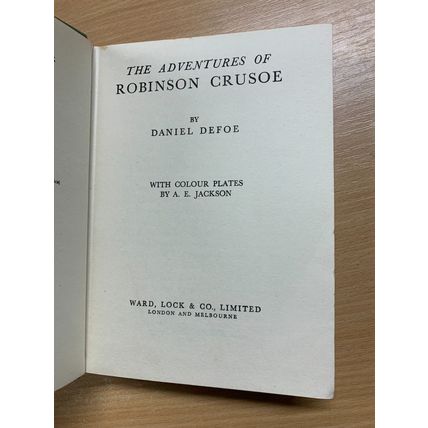 THE ADVENTURES OF
ROBINSON CRUSOE
BY
DANIEL DEFOE
WITH COLOUR PLATES
BY A. E. JACKSON
WARD, LOCK & CO., LIMITED
LONDON AND MELBOURNE